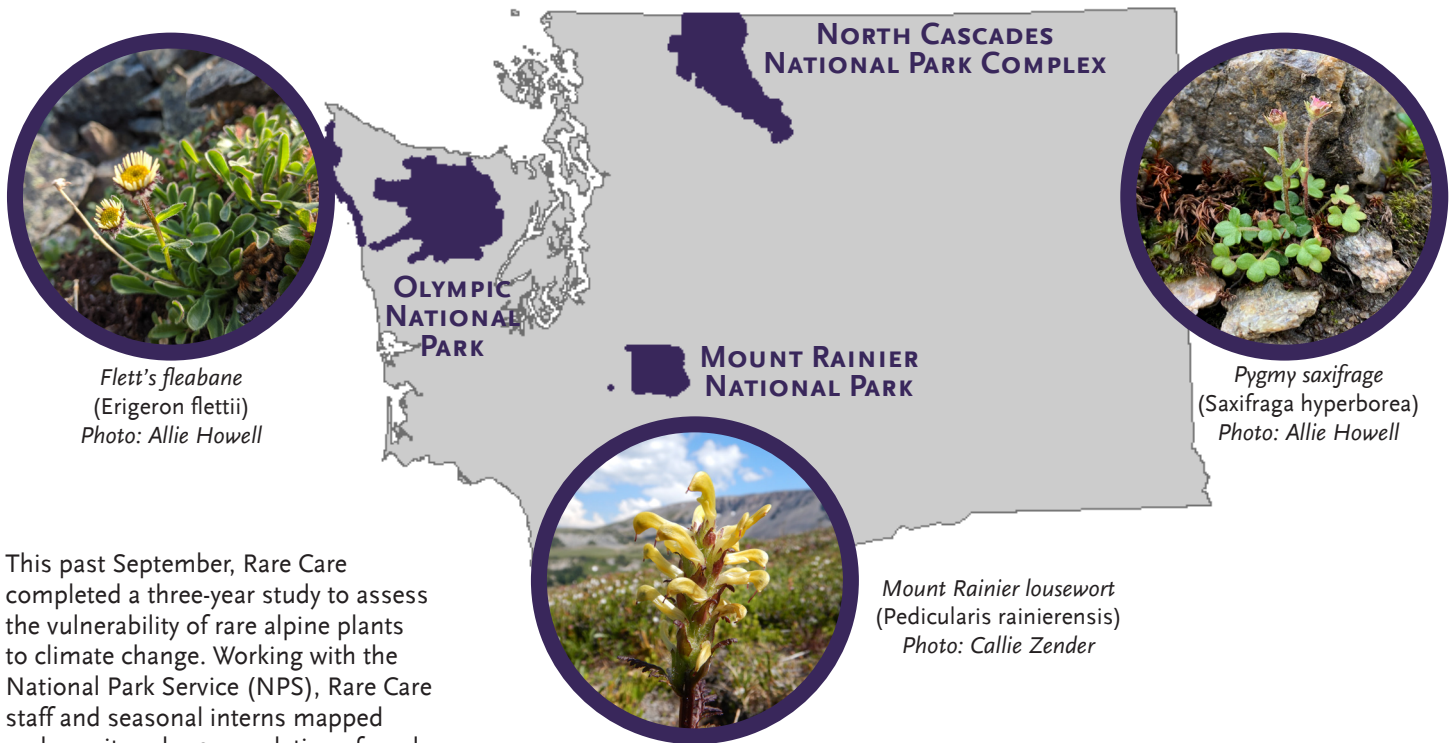 NORTH CASCADES
NATIONAL PARK COMPLEX
OLYMPIC
NATIONAL
PARK
MOUNT RAINIER
NATIONAL PARK
Flett's fleabane
(Erigeron flettii)
Photo: Allie Howell
Pygmy saxifrage
(Saxifraga hyperborea)
Photo: Allie Howell
Mount Rainier lousewort
(Pedicularis rainierensis)
Photo: Callie Zender
This past September, Rare Care
completed a three-year study to assess
the vulnerability of rare alpine plants
to climate change. Working with the
National Park Service (NPS), Rare Care
staff and seasonal interns mapped